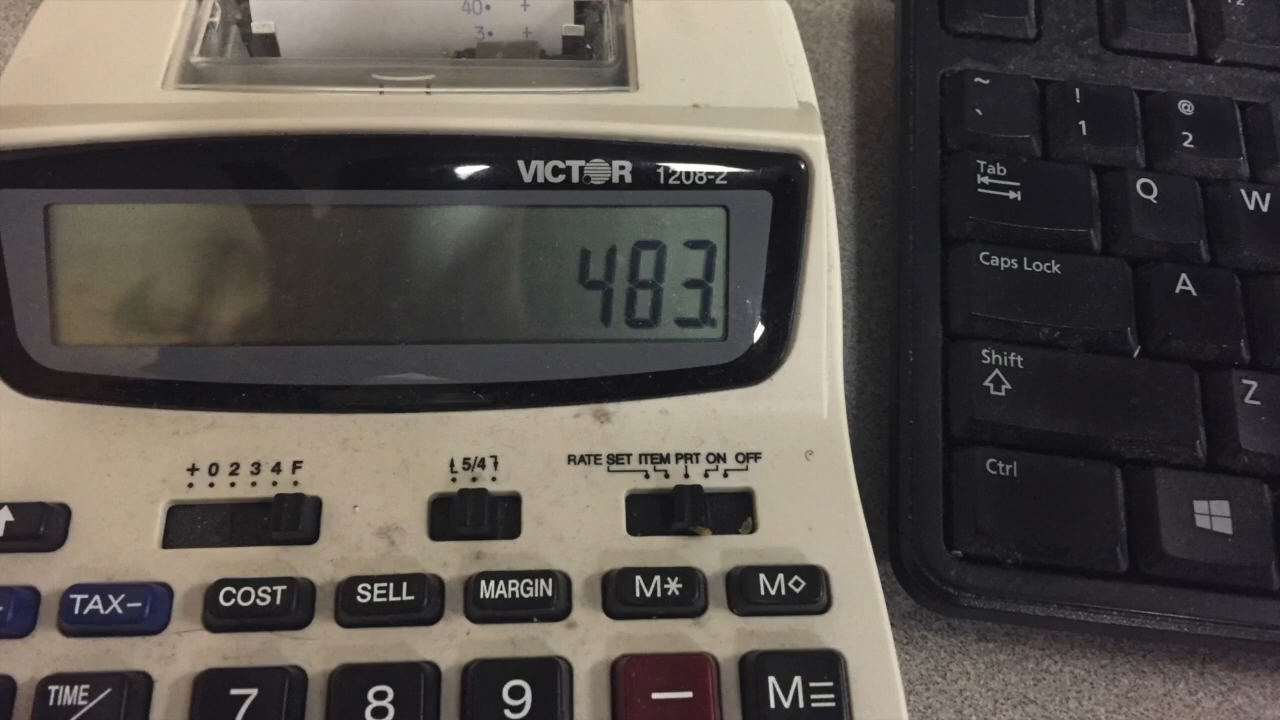 40. +
3. +
VICTOR 1208-2
483.
+ 0 2 3 4 F
5/4
RATE SET ITEM PRT ON OFF
TAX-
COST
SELL
MARGIN
M*
M◇
TIME/
7
8
9
-
M☰
~
`
!
1
@
2
Tab
Q
W
Caps Lock
A
Shift
Z
Ctrl